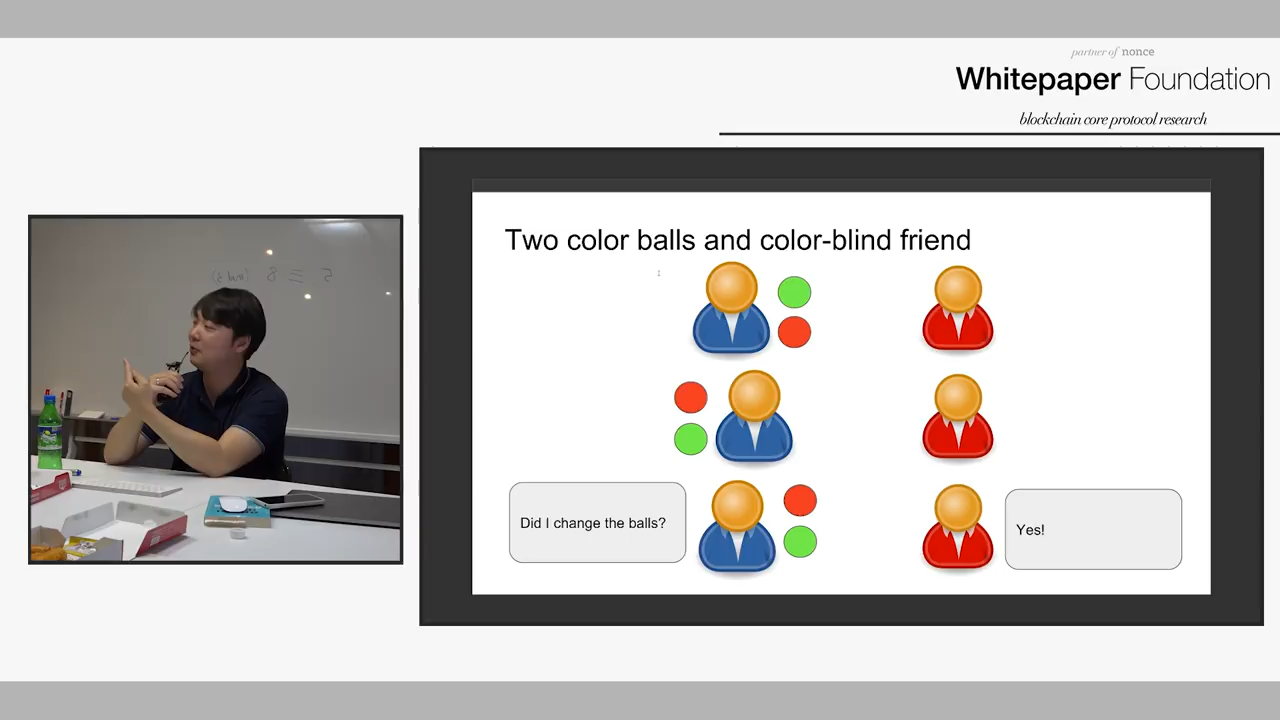 partner of nonce
Whitepaper Foundation
blockchain core protocol research
Two color balls and color-blind friend
Did I change the balls?
Yes!